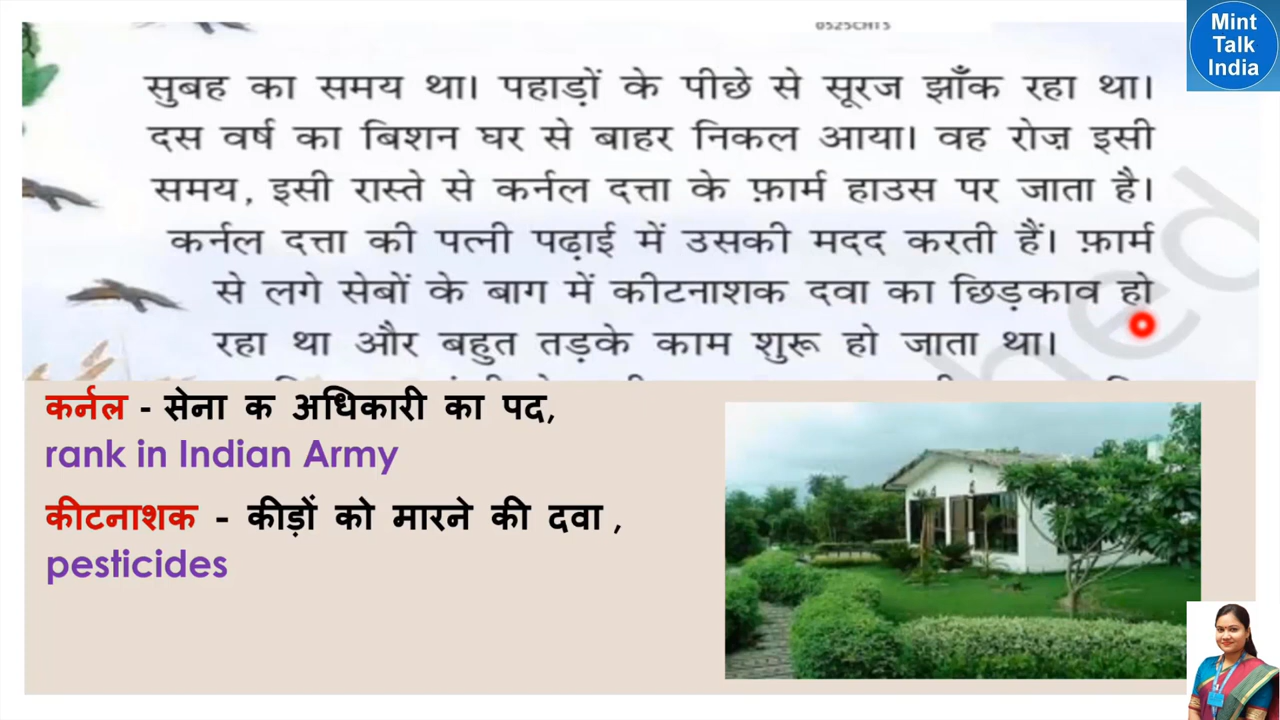 0525CH15
Mint
Talk
India
सुबह का समय था। पहाड़ों के पीछे से सूरज झाँक रहा था।
दस वर्ष का बिशन घर से बाहर निकल आया। वह रोज़ इसी
समय, इसी रास्ते से कर्नल दत्ता के फ़ार्म हाउस पर जाता है।
कर्नल दत्ता की पत्नी पढ़ाई में उसकी मदद करती हैं। फ़ार्म
से लगे सेबों के बाग में कीटनाशक दवा का छिड़काव हो
रहा था और बहुत तड़के काम शुरू हो जाता था।
कर्नल - सेना क अधिकारी का पद,
rank in Indian Army
कीटनाशक - कीड़ों को मारने की दवा ,
pesticides